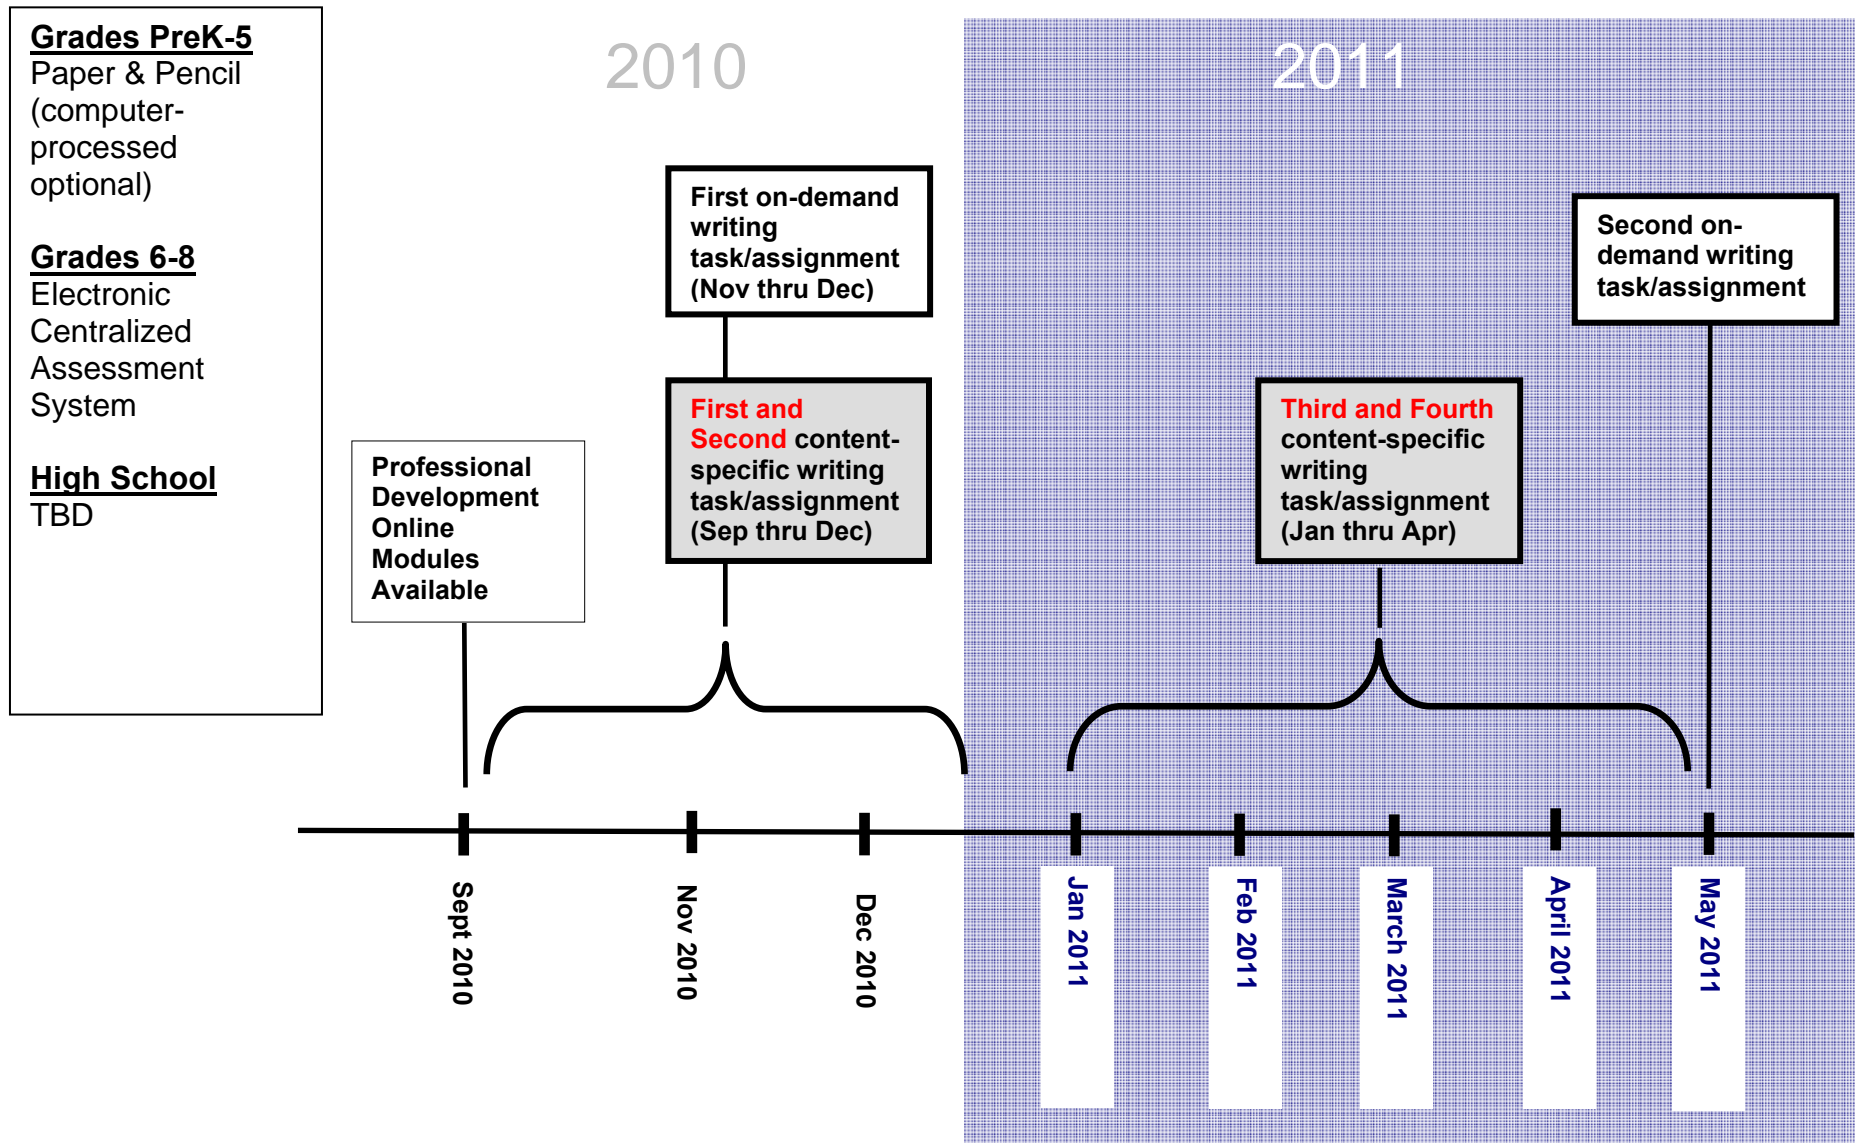 Grades PreK-5
Paper & Pencil
(computer-
processed
optional)
Grades 6-8
Electronic
Centralized
Assessment
System
High School
TBD
2010
2011
First on-demand
writing
task/assignment
(Nov thru Dec)
Second on-
demand writing
task/assignment
First and
Second content-
specific writing
task/assignment
(Sep thru Dec)
Third and Fourth
content-specific
writing
task/assignment
(Jan thru Apr)
Professional
Development
Online
Modules
Available
Sept 2010
Nov 2010
Dec 2010
Jan 2011
Feb 2011
March 2011
April 2011
May 2011